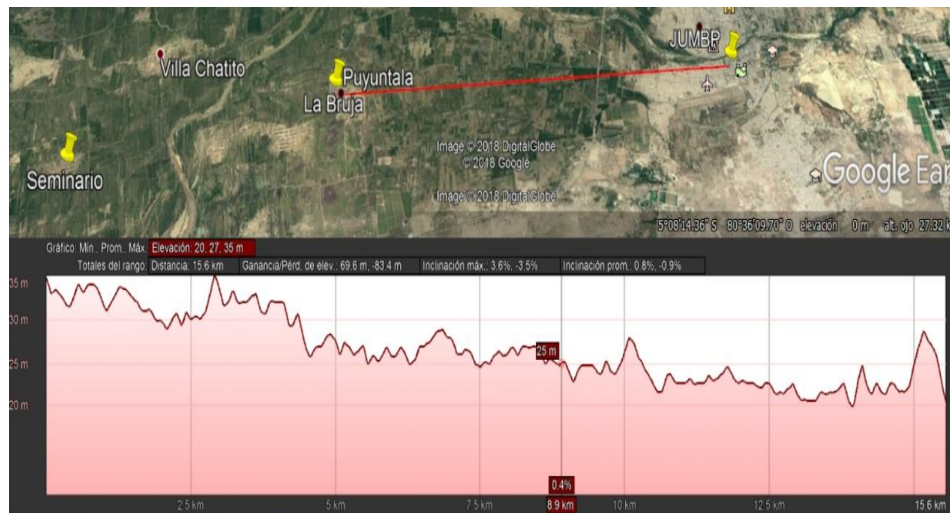 JUMBP
Villa Chatito
Puyuntala
La Bruja
Image © 2018 DigitalGlobe
© 2018 Google
Seminario
Image © 2018 DigitalGlobe
Google Ear
5°08'14.36" S 80°36'09.70" O elevación 0 m alt. ojo 27.32
Gráfico: Mín., Prom., Máx. Elevación: 20, 27, 35 m
Totales del rango: Distancia: 15.6 km Ganancia/Pérd. de elev.: 69.6 m, -83.4 m Inclinación máx.: 3.6%, -3.5% Inclinación prom.: 0.8%, -0.9%
35 m
30 m
25 m
25 m
20 m
0.4%
2.5 km 5 km 7.5 km 8.9 km 10 km 12.5 km 15.6 km